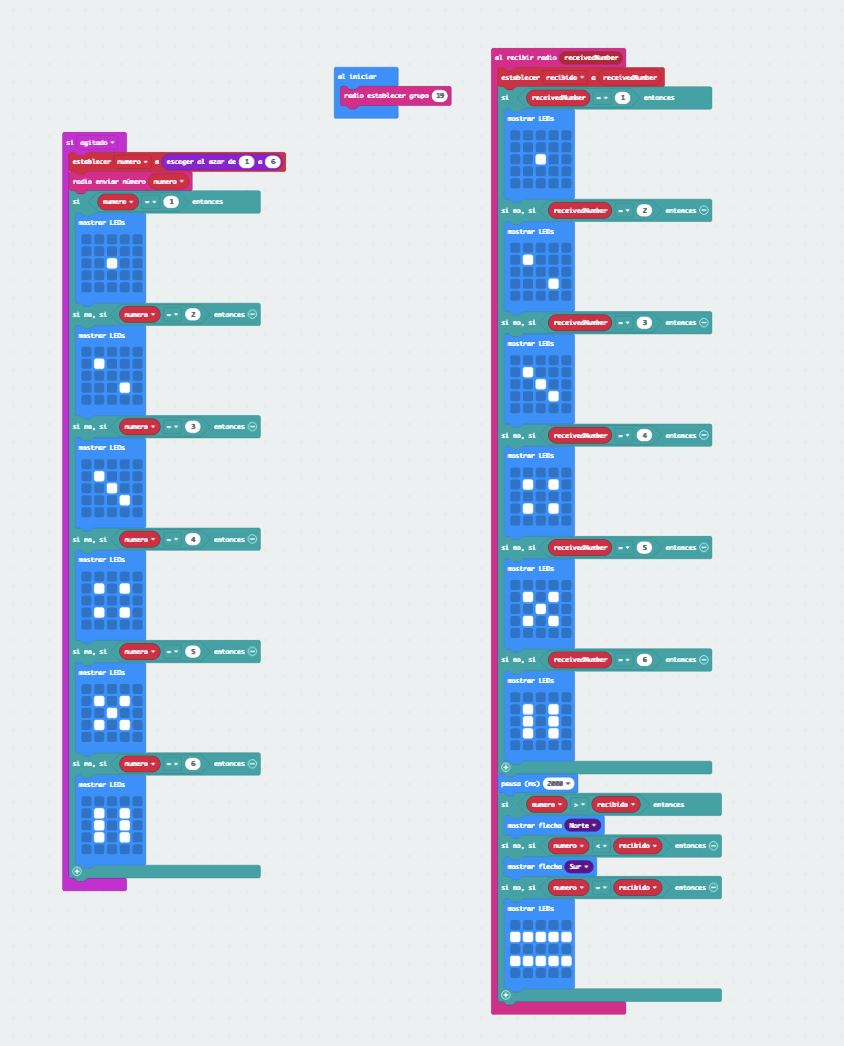 al iniciar
radio establecer grupo 19
si agitado
establecer numero a escoger al azar de 1 a 6
radio enviar número numero
si numero = 1 entonces
mostrar LEDs
si no, si numero = 2 entonces
mostrar LEDs
si no, si numero = 3 entonces
mostrar LEDs
si no, si numero = 4 entonces
mostrar LEDs
si no, si numero = 5 entonces
mostrar LEDs
si no, si numero = 6 entonces
mostrar LEDs
al recibir radio receivedNumber
establecer recibido a receivedNumber
si receivedNumber = 1 entonces
mostrar LEDs
si no, si receivedNumber = 2 entonces
mostrar LEDs
si no, si receivedNumber = 3 entonces
mostrar LEDs
si no, si receivedNumber = 4 entonces
mostrar LEDs
si no, si receivedNumber = 5 entonces
mostrar LEDs
si no, si receivedNumber = 6 entonces
mostrar LEDs
pausa (ms) 2000
si numero > recibido entonces
mostrar flecha Norte
si no, si numero < recibido entonces
mostrar flecha Sur
si no, si numero = recibido entonces
mostrar LEDs